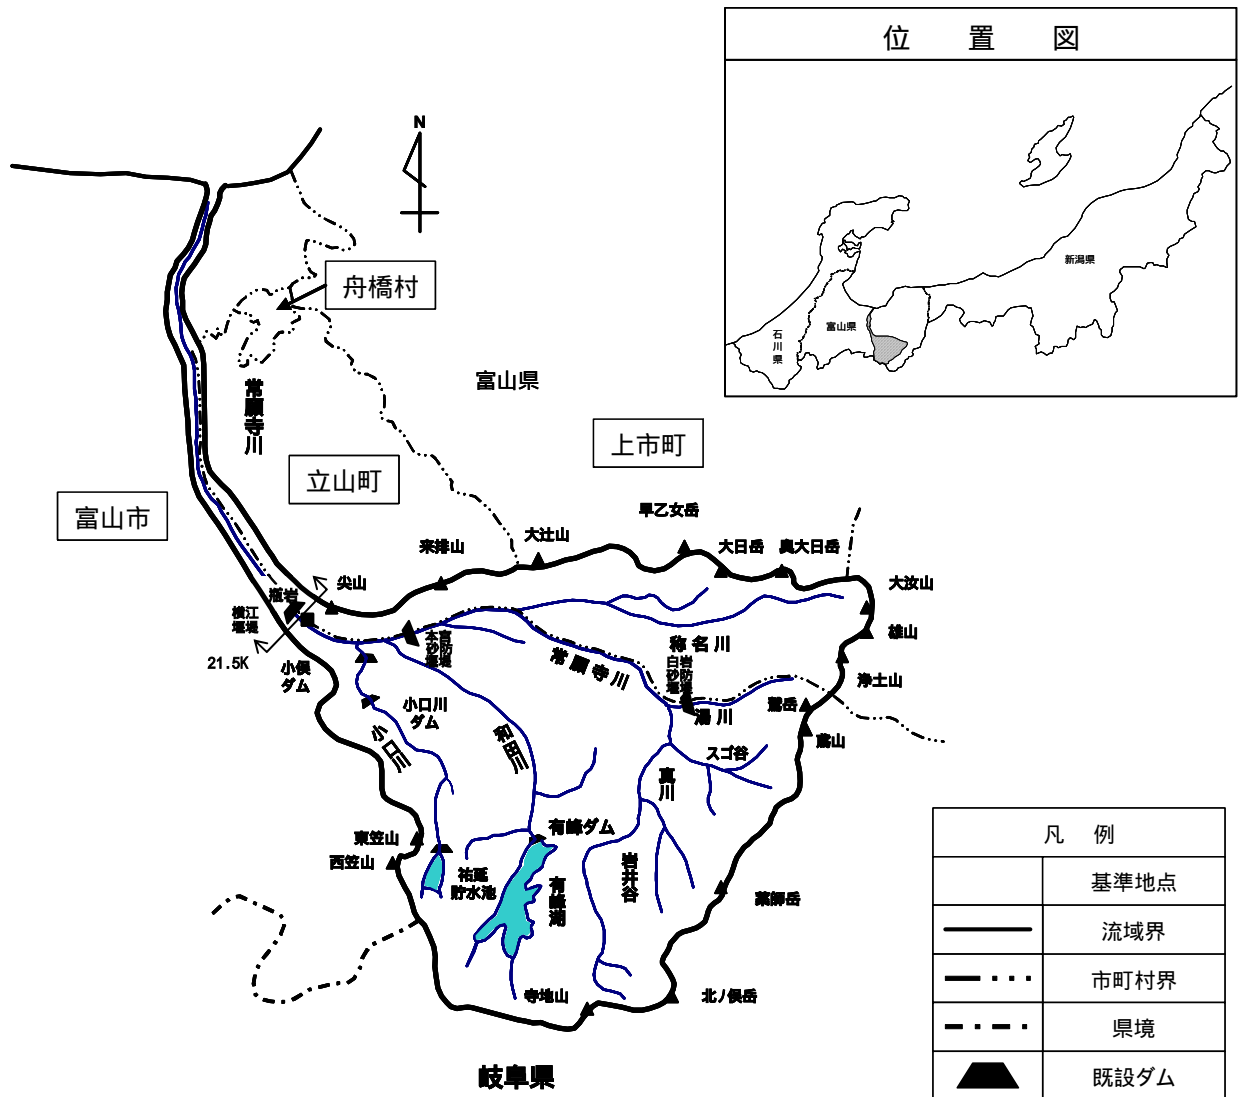 位 置 図
新潟県
富山県
石川県
N
舟橋村
富山県
常願寺川
上市町
立山町
富山市
早乙女岳
大辻山
来拝山
大日岳
奥大日岳
尖山
大汝山
瓶岩
横江
堰堤
雄山
本宮
砂防
堰堤
称名川
白岩
砂防
堰堤
常願寺川
21.5K
小俣
ダム
浄土山
鷲岳
湯川
小口川
ダム
鳶山
小口川
和田川
スゴ谷
真川
有峰ダム
東笠山
西笠山
祐延
貯水池
有峰湖
岩井谷
薬師岳
寺地山
北ノ俣岳
岐阜県
凡 例
基準地点
流域界
市町村界
県境
既設ダム